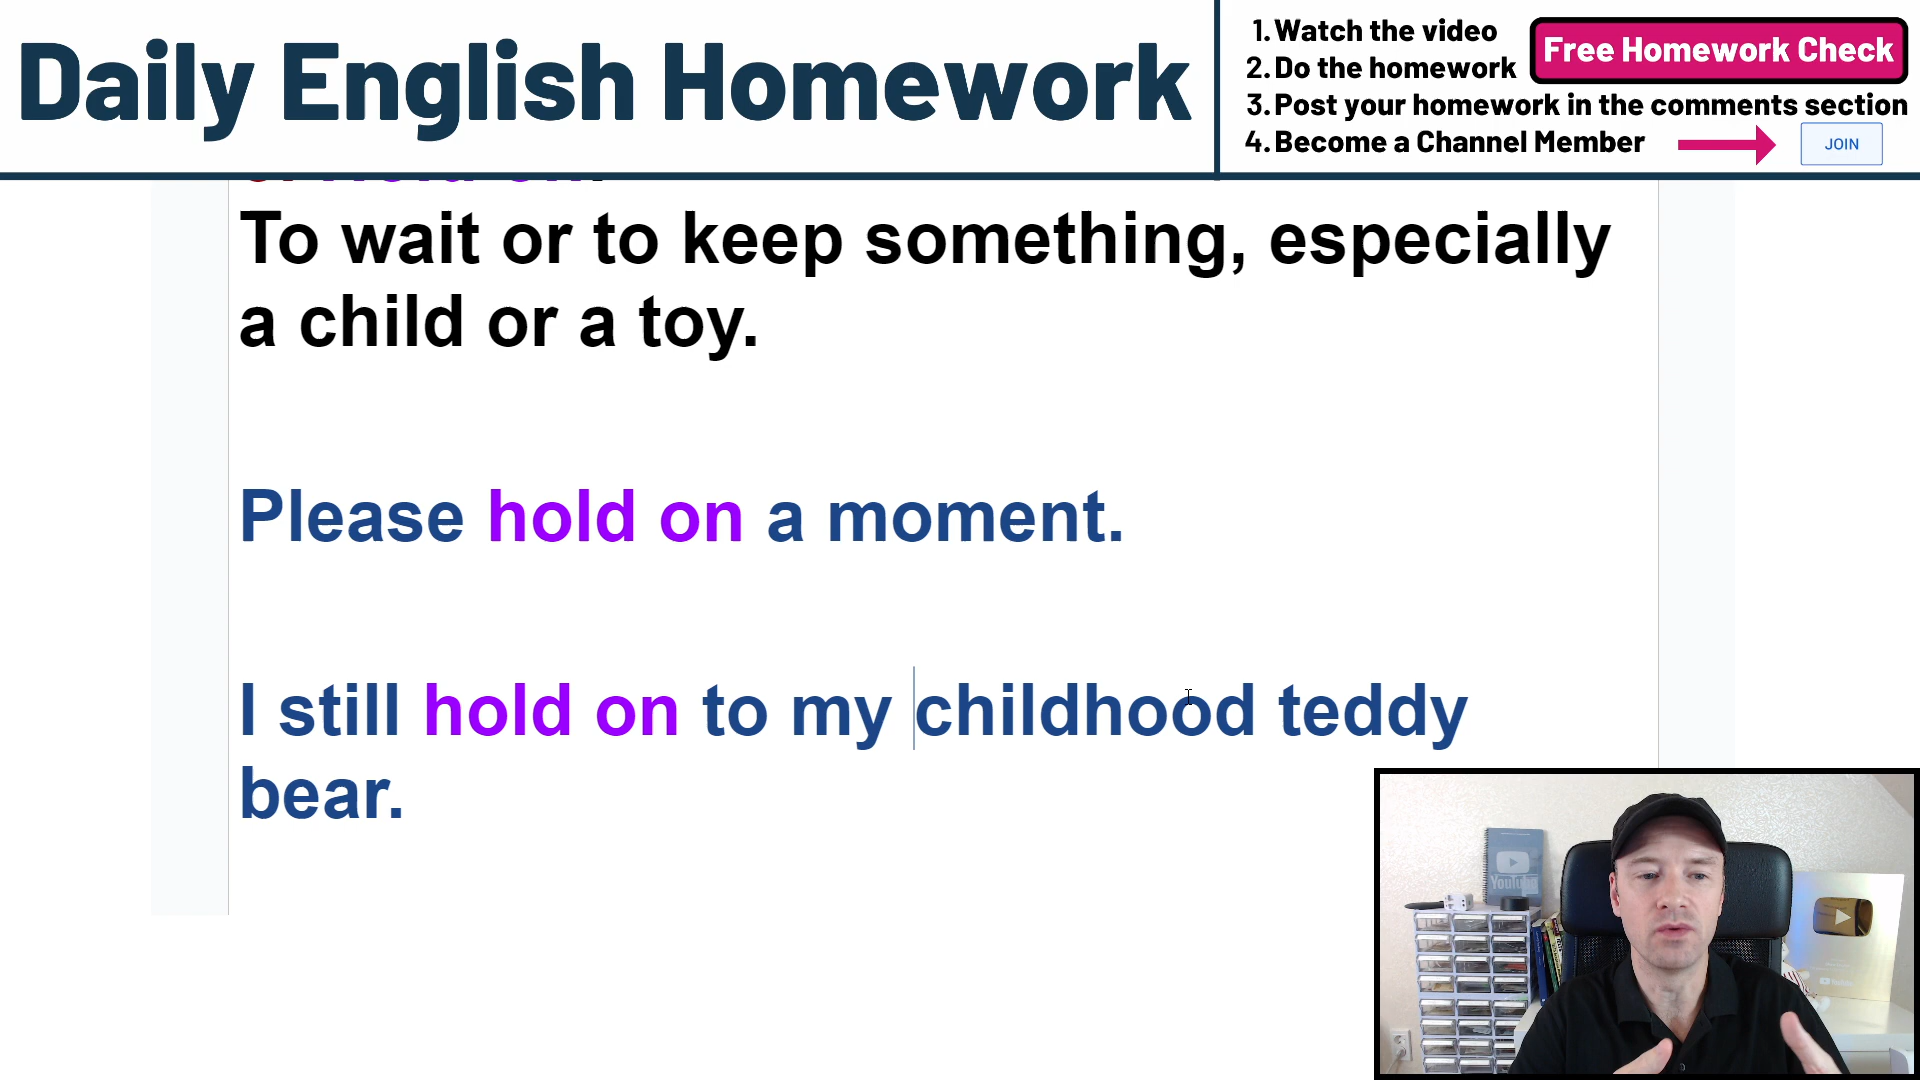 Daily English Homework
1. Watch the video
2. Do the homework
Free Homework Check
3. Post your homework in the comments section
4. Become a Channel Member
JOIN
To wait or to keep something, especially
a child or a toy.
Please hold on a moment.
I still hold on to my childhood teddy
bear.
YouTube